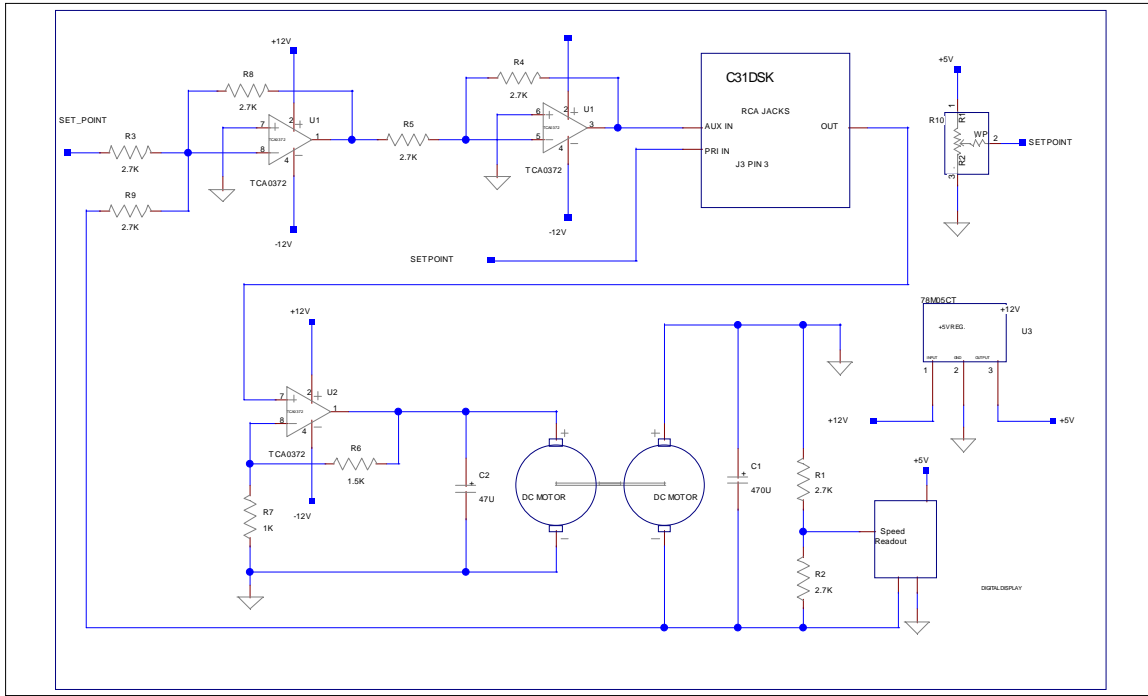 +12V
R8
2.7K
U1
2
7
8
1
4
TCA0372
TCA0372
-12V
SET_POINT
R3
2.7K
R9
2.7K
R5
2.7K
R4
2.7K
U1
2
6
5
3
4
TCA0372
TCA0372
-12V
C31DSK
RCA JACKS
AUX IN
OUT
PRI IN
J3 PIN 3
SETPOINT
+5V
1
R10
R1
WP
2
SETPOINT
R2
3
+12V
U2
2
7
8
1
4
TCA0372
TCA0372
-12V
R6
1.5K
R7
1K
C2
47U
DC MOTOR
DC MOTOR
C1
470U
R1
2.7K
R2
2.7K
78M05CT
+12V
+5V REG.
U3
INPUT
GND
OUTPUT
1
2
3
+12V
+5V
+5V
Speed
Readout
DIGITAL DISPLAY